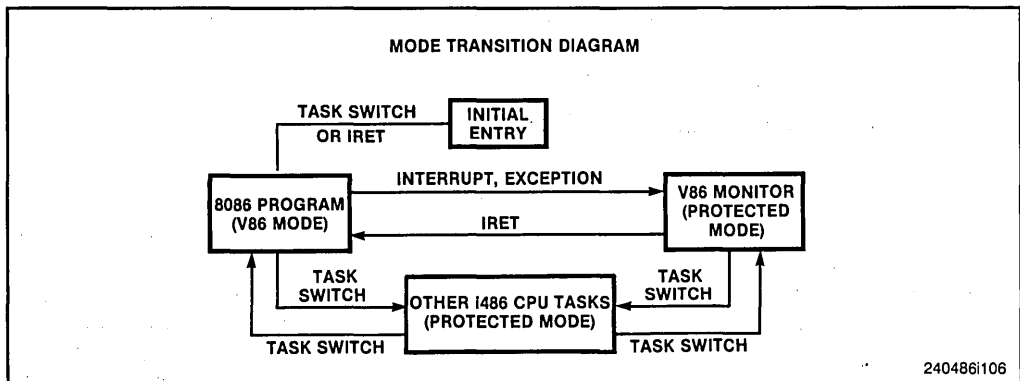 MODE TRANSITION DIAGRAM
TASK SWITCH
OR IRET
INITIAL
ENTRY
8086 PROGRAM
(V86 MODE)
INTERRUPT, EXCEPTION
IRET
V86 MONITOR
(PROTECTED
MODE)
TASK
SWITCH
OTHER i486 CPU TASKS
(PROTECTED MODE)
TASK
SWITCH
TASK SWITCH
TASK SWITCH
240486i106